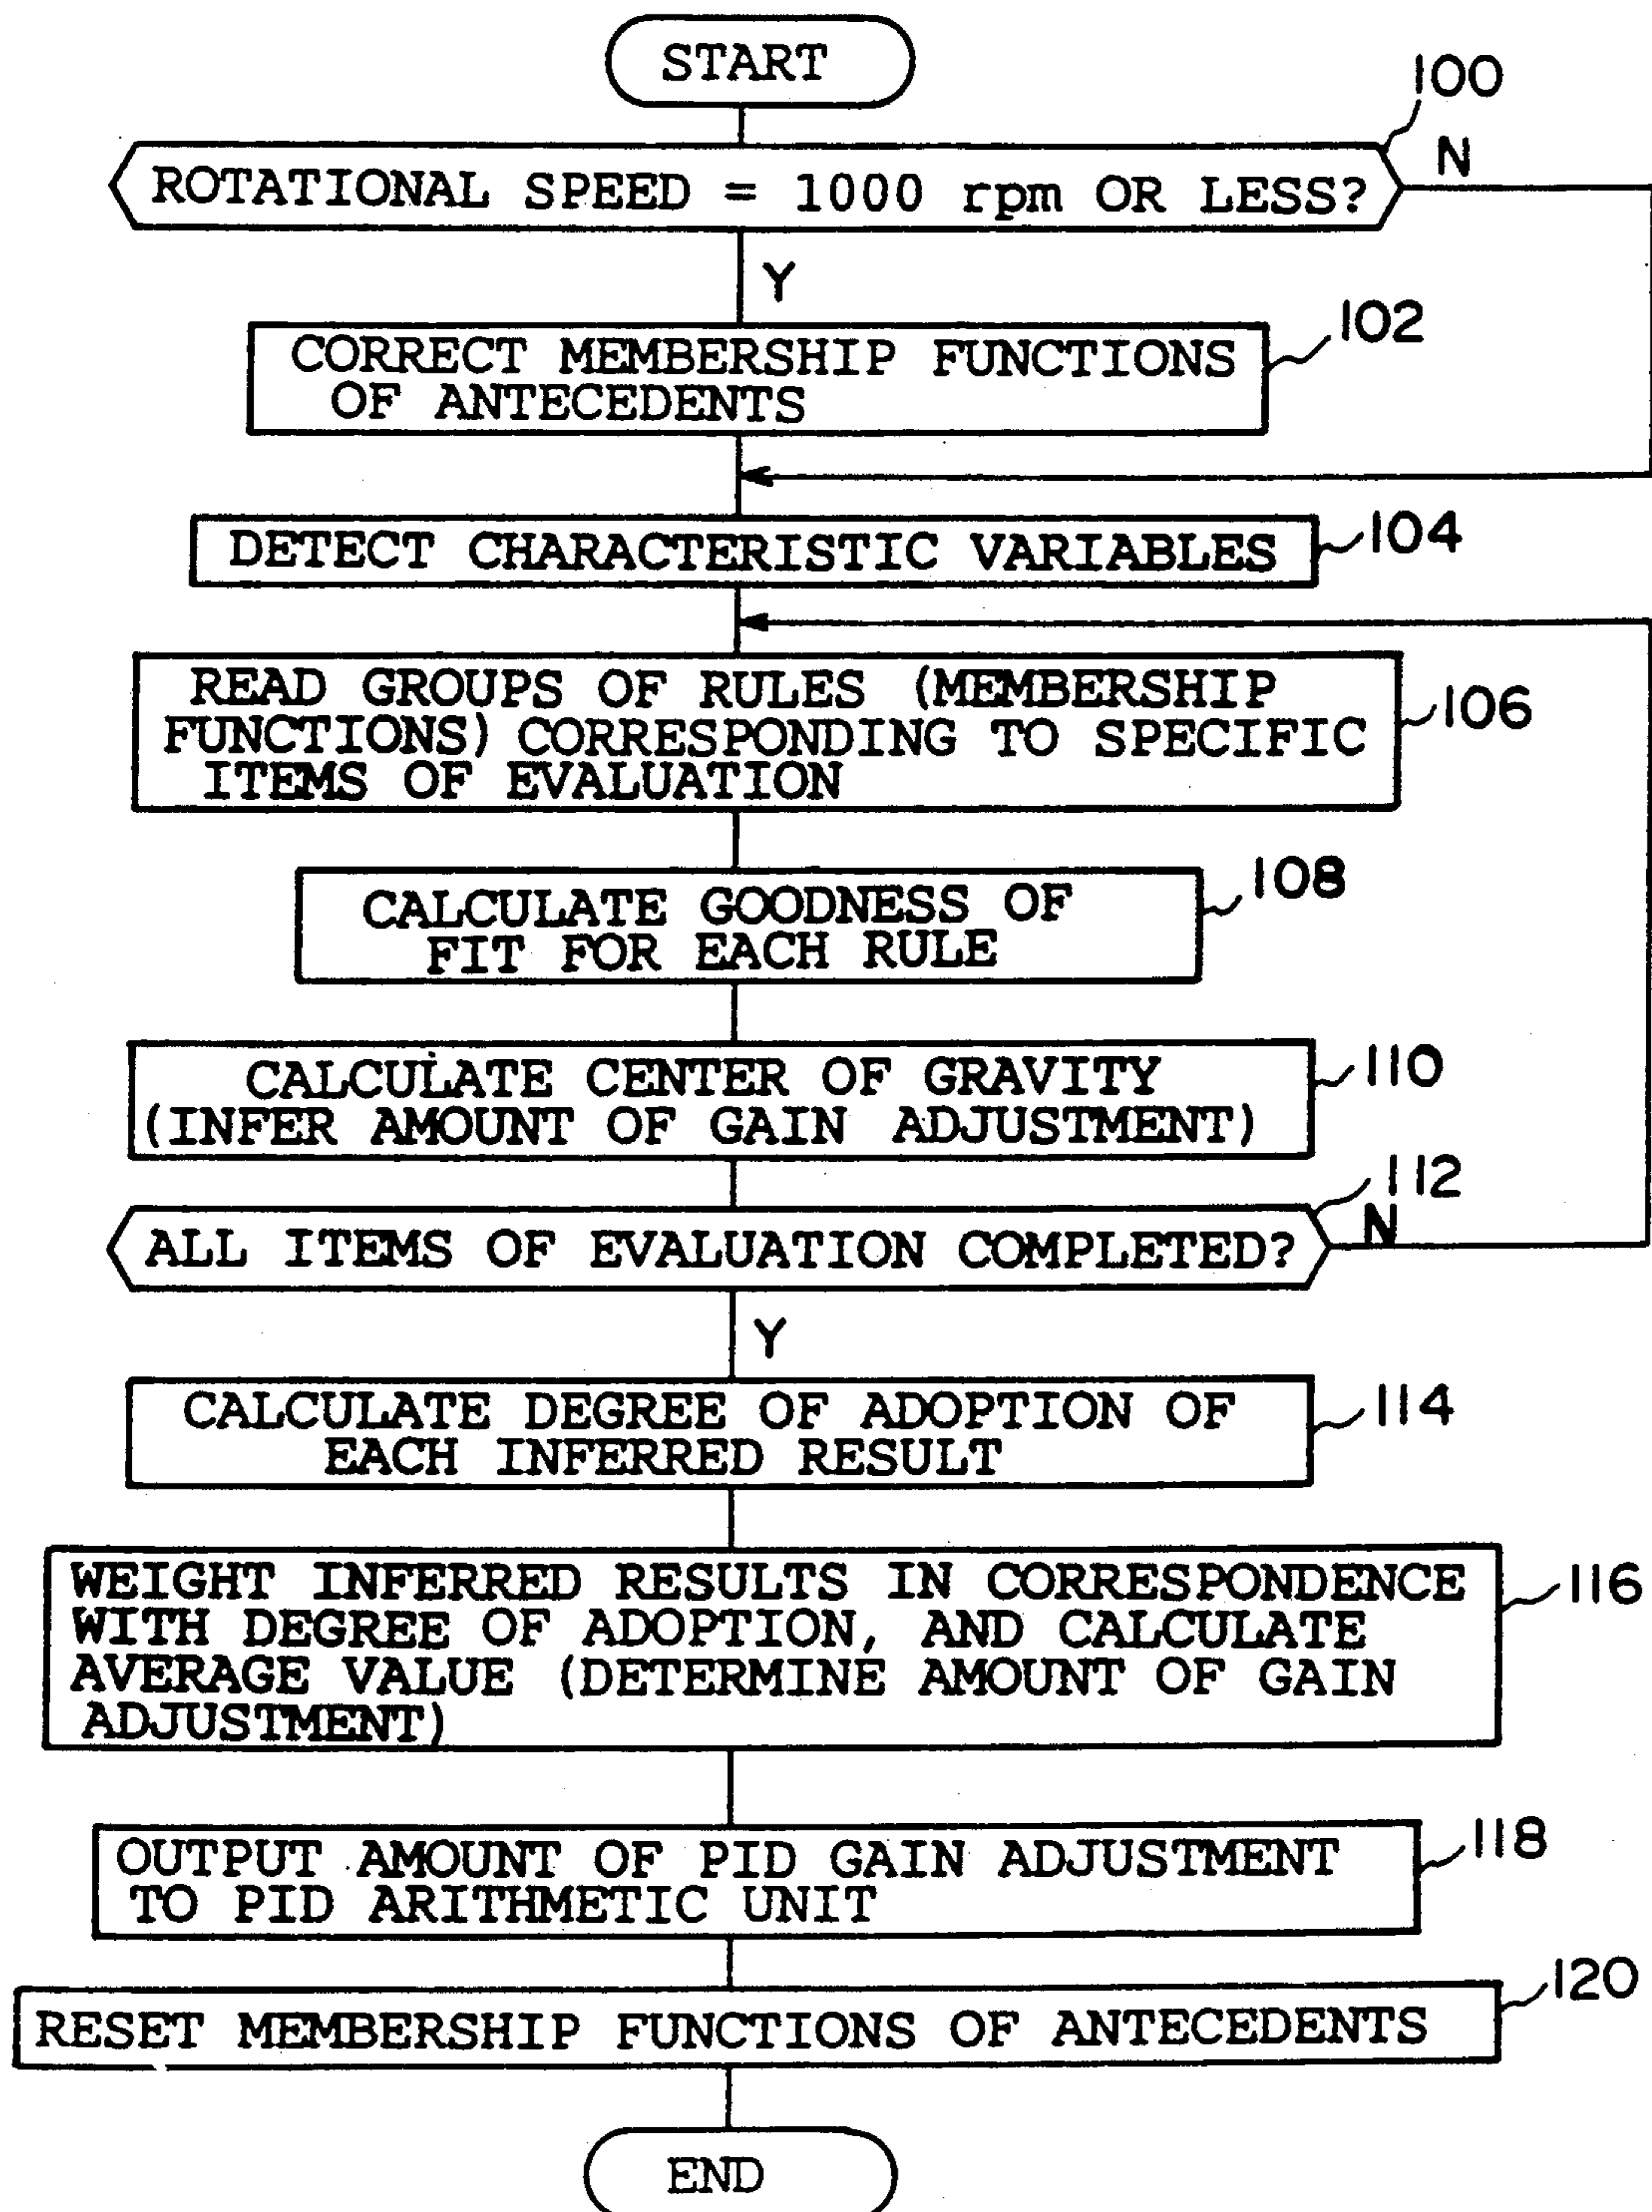 START
100
ROTATIONAL SPEED = 1000 rpm OR LESS?
N
Y
102
CORRECT MEMBERSHIP FUNCTIONS
OF ANTECEDENTS
DETECT CHARACTERISTIC VARIABLES
104
READ GROUPS OF RULES (MEMBERSHIP
FUNCTIONS) CORRESPONDING TO SPECIFIC
ITEMS OF EVALUATION
106
108
CALCULATE GOODNESS OF
FIT FOR EACH RULE
110
CALCULATE CENTER OF GRAVITY
(INFER AMOUNT OF GAIN ADJUSTMENT)
112
ALL ITEMS OF EVALUATION COMPLETED?
N
Y
CALCULATE DEGREE OF ADOPTION OF
EACH INFERRED RESULT
114
WEIGHT INFERRED RESULTS IN CORRESPONDENCE
WITH DEGREE OF ADOPTION, AND CALCULATE
AVERAGE VALUE (DETERMINE AMOUNT OF GAIN
ADJUSTMENT)
116
OUTPUT AMOUNT OF PID GAIN ADJUSTMENT
TO PID ARITHMETIC UNIT
118
120
RESET MEMBERSHIP FUNCTIONS OF ANTECEDENTS
END